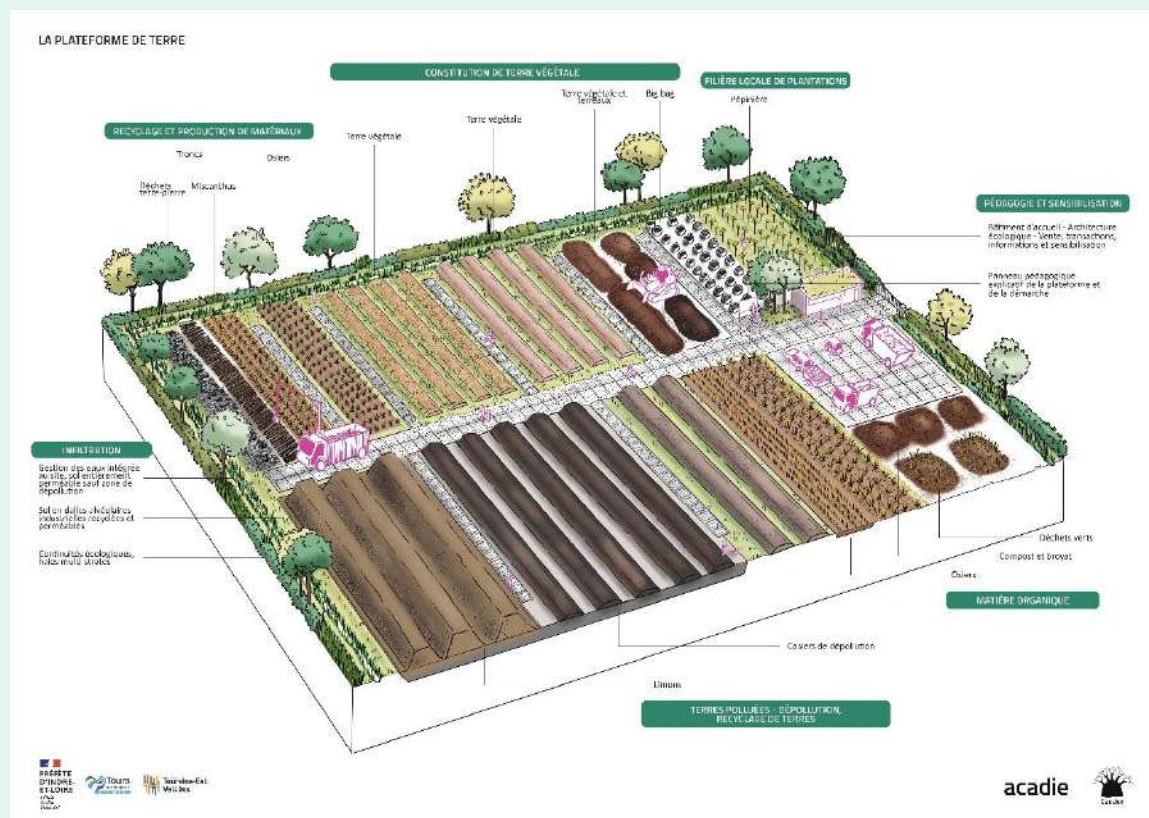 LA PLATEFORME DE TERRE
CONSTITUTION DE TERRE VÉGÉTALE
FILIÈRE LOCALE DE PLANTATIONS
Terre végétale et
terreaux
Big bag
Pépinière
RECYCLAGE ET PRODUCTION DE MATÉRIAUX
Terre végétale
Terre végétale
Troncs
Osiers
Déchets
terre-pierre
Miscanthus
PÉDAGOGIE ET SENSIBILISATION
Bâtiment d'accueil - Architecture
écologique - Vente, transactions,
informations et sensibilisation
Panneau pédagogique
explicatif de la plateforme et
de la démarche
INFILTRATION
Gestion des eaux intégrée
au site, sol entièrement
perméable sauf zone de
dépollution
Sol en dalles alvéolaires
industrielles recyclées et
perméables
Continuités écologiques,
haies multi strates
Déchets verts
Compost et broyat
Osiers
MATIÈRE ORGANIQUE
Casiers de dépollution
Limons
TERRES POLLUÉES - DÉPOLLUTION,
RECYCLAGE DE TERRES
PRÉFÈTE
D'INDRE-
ET-LOIRE
Tours
Touraine-Est
Vallées
acadie